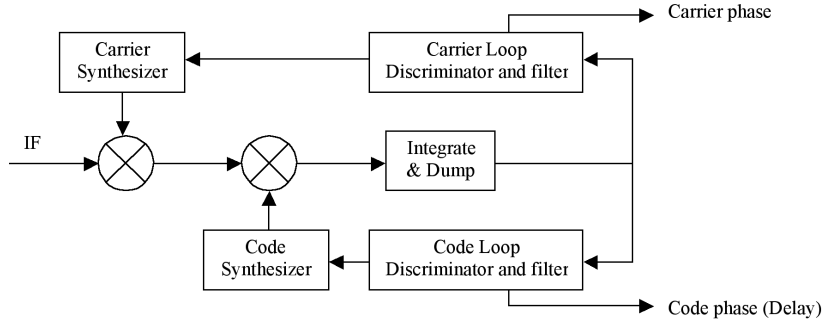 Carrier phase
Carrier
Synthesizer
Carrier Loop
Discriminator and filter
IF
Integrate
& Dump
Code
Synthesizer
Code Loop
Discriminator and filter
Code phase (Delay)